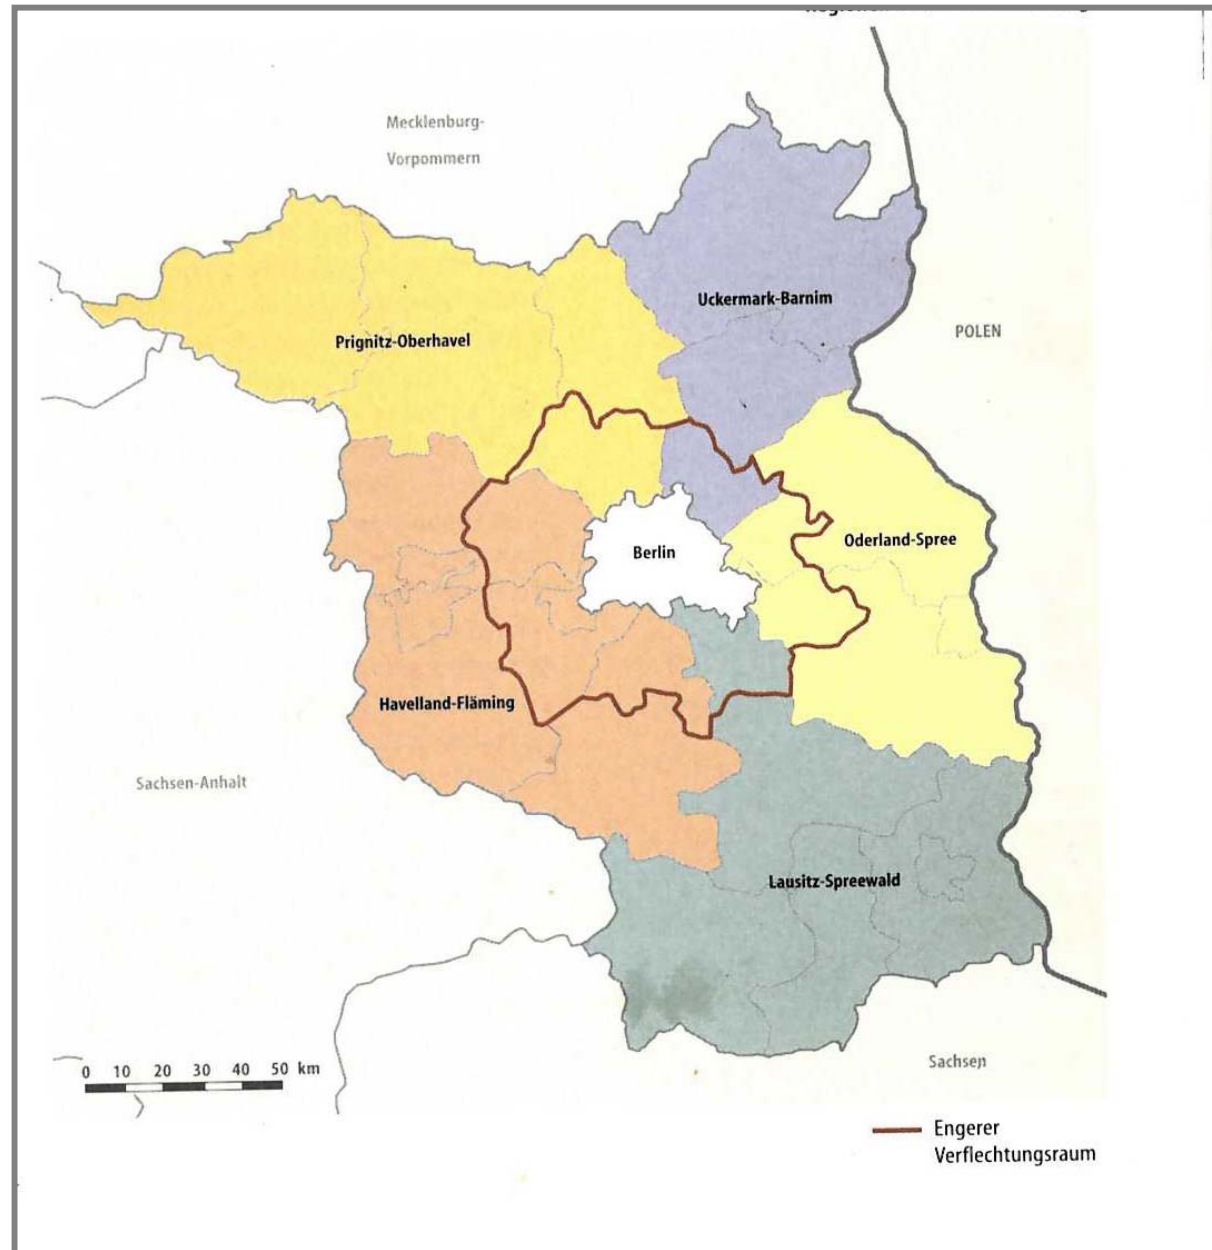 Mecklenburg-
Vorpommern
Uckermark-Barnim
POLEN
Prignitz-Oberhavel
Oderland-Spree
Berlin
Havelland-Fläming
Sachsen-Anhalt
Lausitz-Spreewald
Sachsen
0 10 20 30 40 50 km
Engerer
Verflechtungsraum